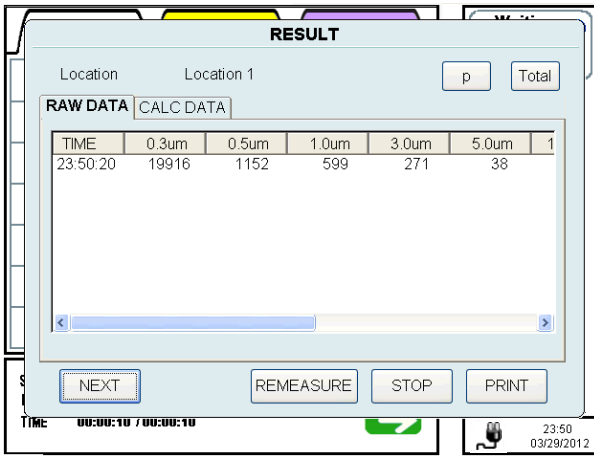 RESULT
Location Location 1 p Total
RAW DATA CALC DATA
TIME 0.3um 0.5um 1.0um 3.0um 5.0um 1
23:50:20 19916 1152 599 271 38
NEXT REMEASURE STOP PRINT
TIME 00:00:10 / 00:00:10
23:50
03/29/2012